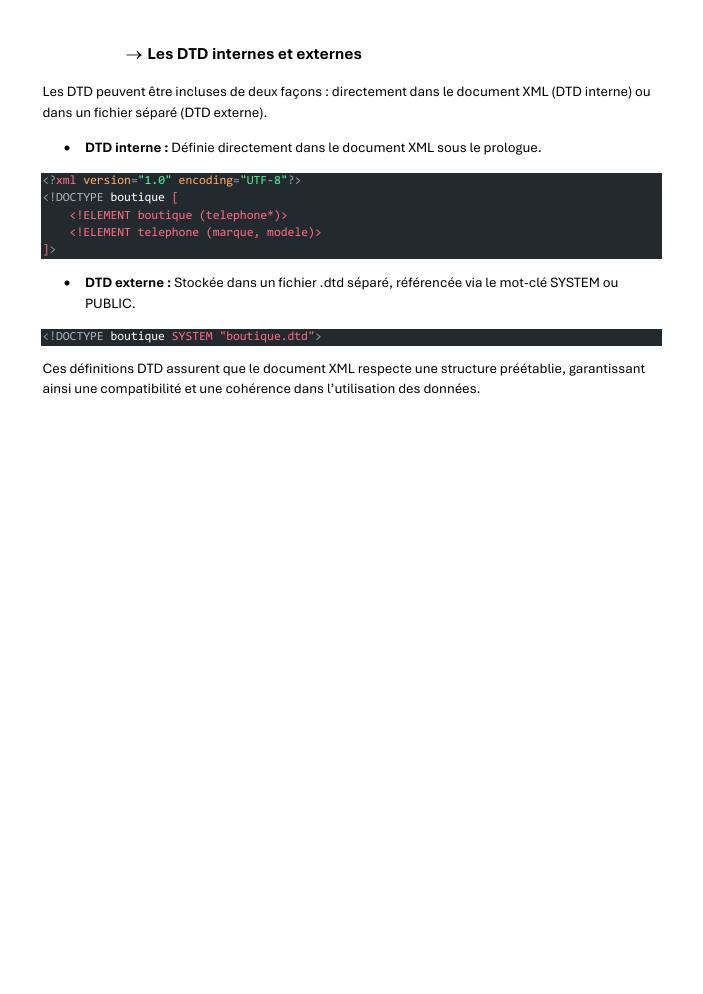 → Les DTD internes et externes
Les DTD peuvent être incluses de deux façons : directement dans le document XML (DTD interne) ou
dans un fichier séparé (DTD externe).
• DTD interne : Définie directement dans le document XML sous le prologue.
<?xml version="1.0" encoding="UTF-8"?>
<!DOCTYPE boutique [
    <!ELEMENT boutique (telephone*)>
    <!ELEMENT telephone (marque, modele)>
]>
• DTD externe : Stockée dans un fichier .dtd séparé, référencée via le mot-clé SYSTEM ou
PUBLIC.
<!DOCTYPE boutique SYSTEM "boutique.dtd">
Ces définitions DTD assurent que le document XML respecte une structure préétablie, garantissant
ainsi une compatibilité et une cohérence dans l’utilisation des données.